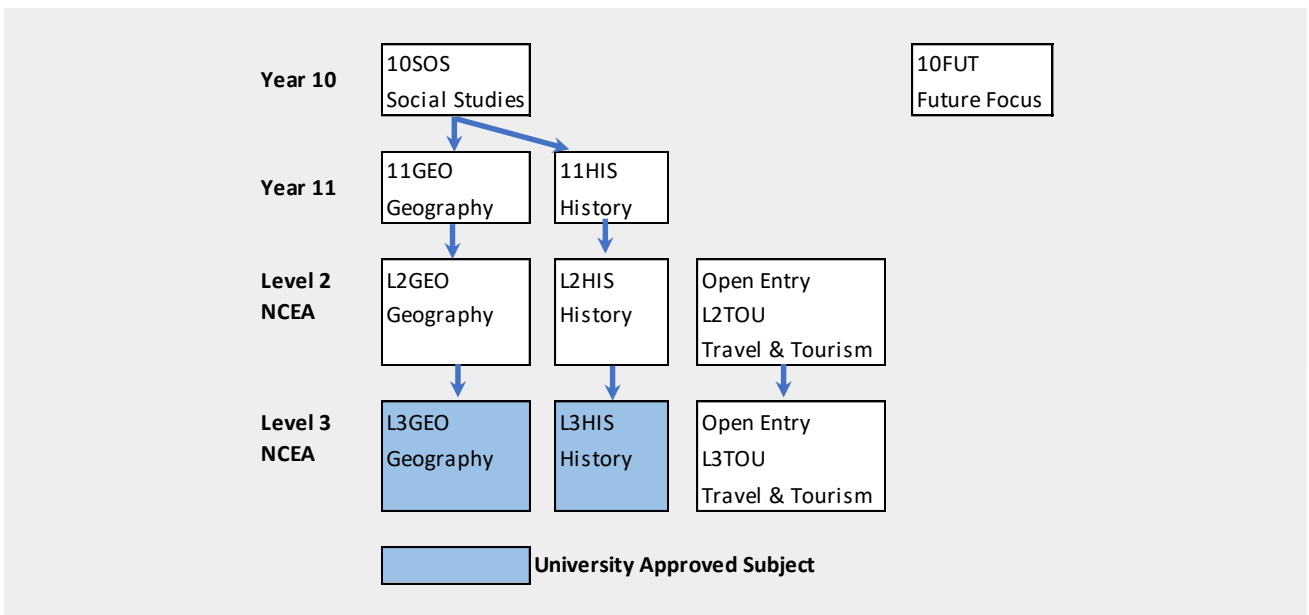 Year 10
10SOS
Social Studies
10FUT
Future Focus
Year 11
11GEO
Geography
11HIS
History
Level 2
NCEA
L2GEO
Geography
L2HIS
History
Open Entry
L2TOU
Travel & Tourism
Level 3
NCEA
L3GEO
Geography
L3HIS
History
Open Entry
L3TOU
Travel & Tourism
University Approved Subject